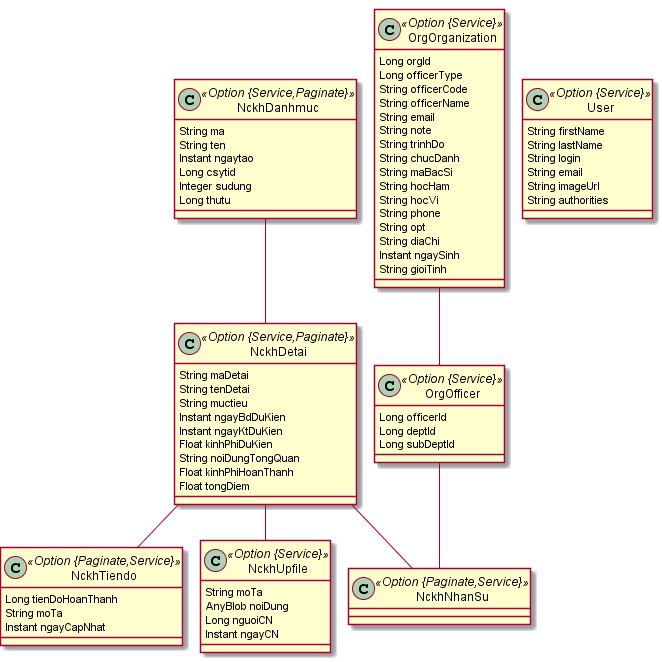 C «Option {Service,Paginate}»
NckhDanhmuc
String ma
String ten
Instant ngaytao
Long csytid
Integer sudung
Long thutu
C «Option {Service}»
OrgOrganization
Long orgId
Long officerType
String officerCode
String officerName
String email
String note
String trinhDo
String chucDanh
String maBacSi
String hocHam
String hocVi
String phone
String opt
String diaChi
Instant ngaySinh
String gioiTinh
C «Option {Service}»
User
String firstName
String lastName
String login
String email
String imageUrl
String authorities
C «Option {Service,Paginate}»
NckhDetai
String maDetai
String tenDetai
String muctieu
Instant ngayBdDuKien
Instant ngayKtDuKien
Float kinhPhiDuKien
String noiDungTongQuan
Float kinhPhiHoanThanh
Float tongDiem
C «Option {Service}»
OrgOfficer
Long officerId
Long deptId
Long subDeptId
C «Option {Paginate,Service}»
NckhTiendo
Long tienDoHoanThanh
String moTa
Instant ngayCapNhat
C «Option {Service}»
NckhUpfile
String moTa
AnyBlob noiDung
Long nguoiCN
Instant ngayCN
C «Option {Paginate,Service}»
NckhNhanSu